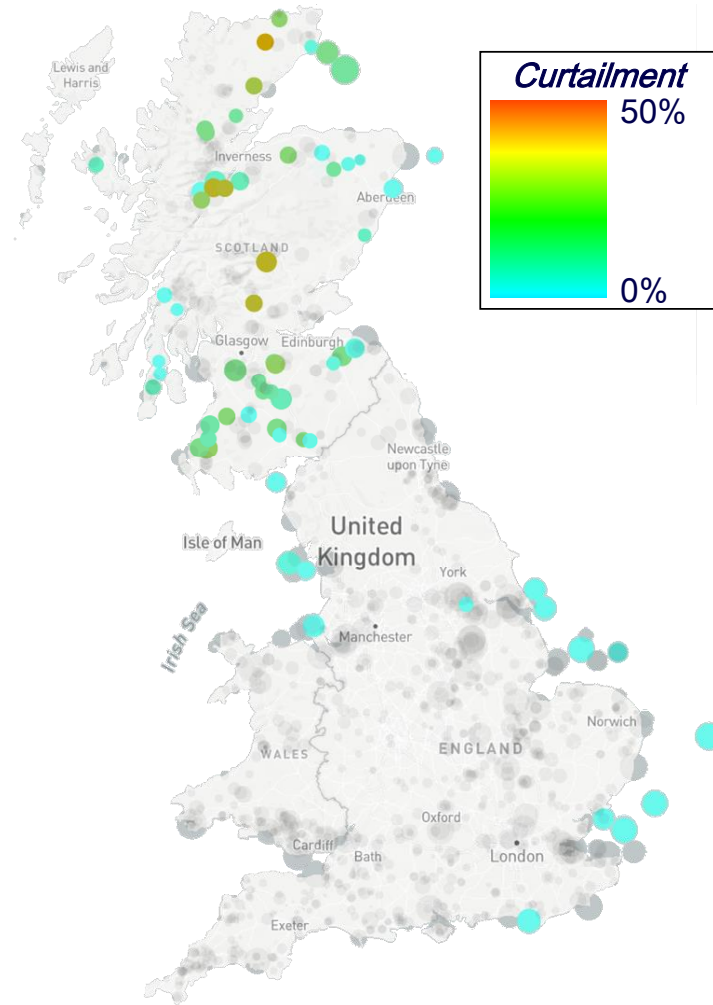 Curtailment
50%
0%
Lewis and
Harris
Inverness
Aberdeen
SCOTLAND
Glasgow
Edinburgh
Newcastle
upon Tyne
Isle of Man
United
Kingdom
York
Irish Sea
Manchester
Norwich
WALES
ENGLAND
Oxford
Cardiff
Bath
London
Exeter